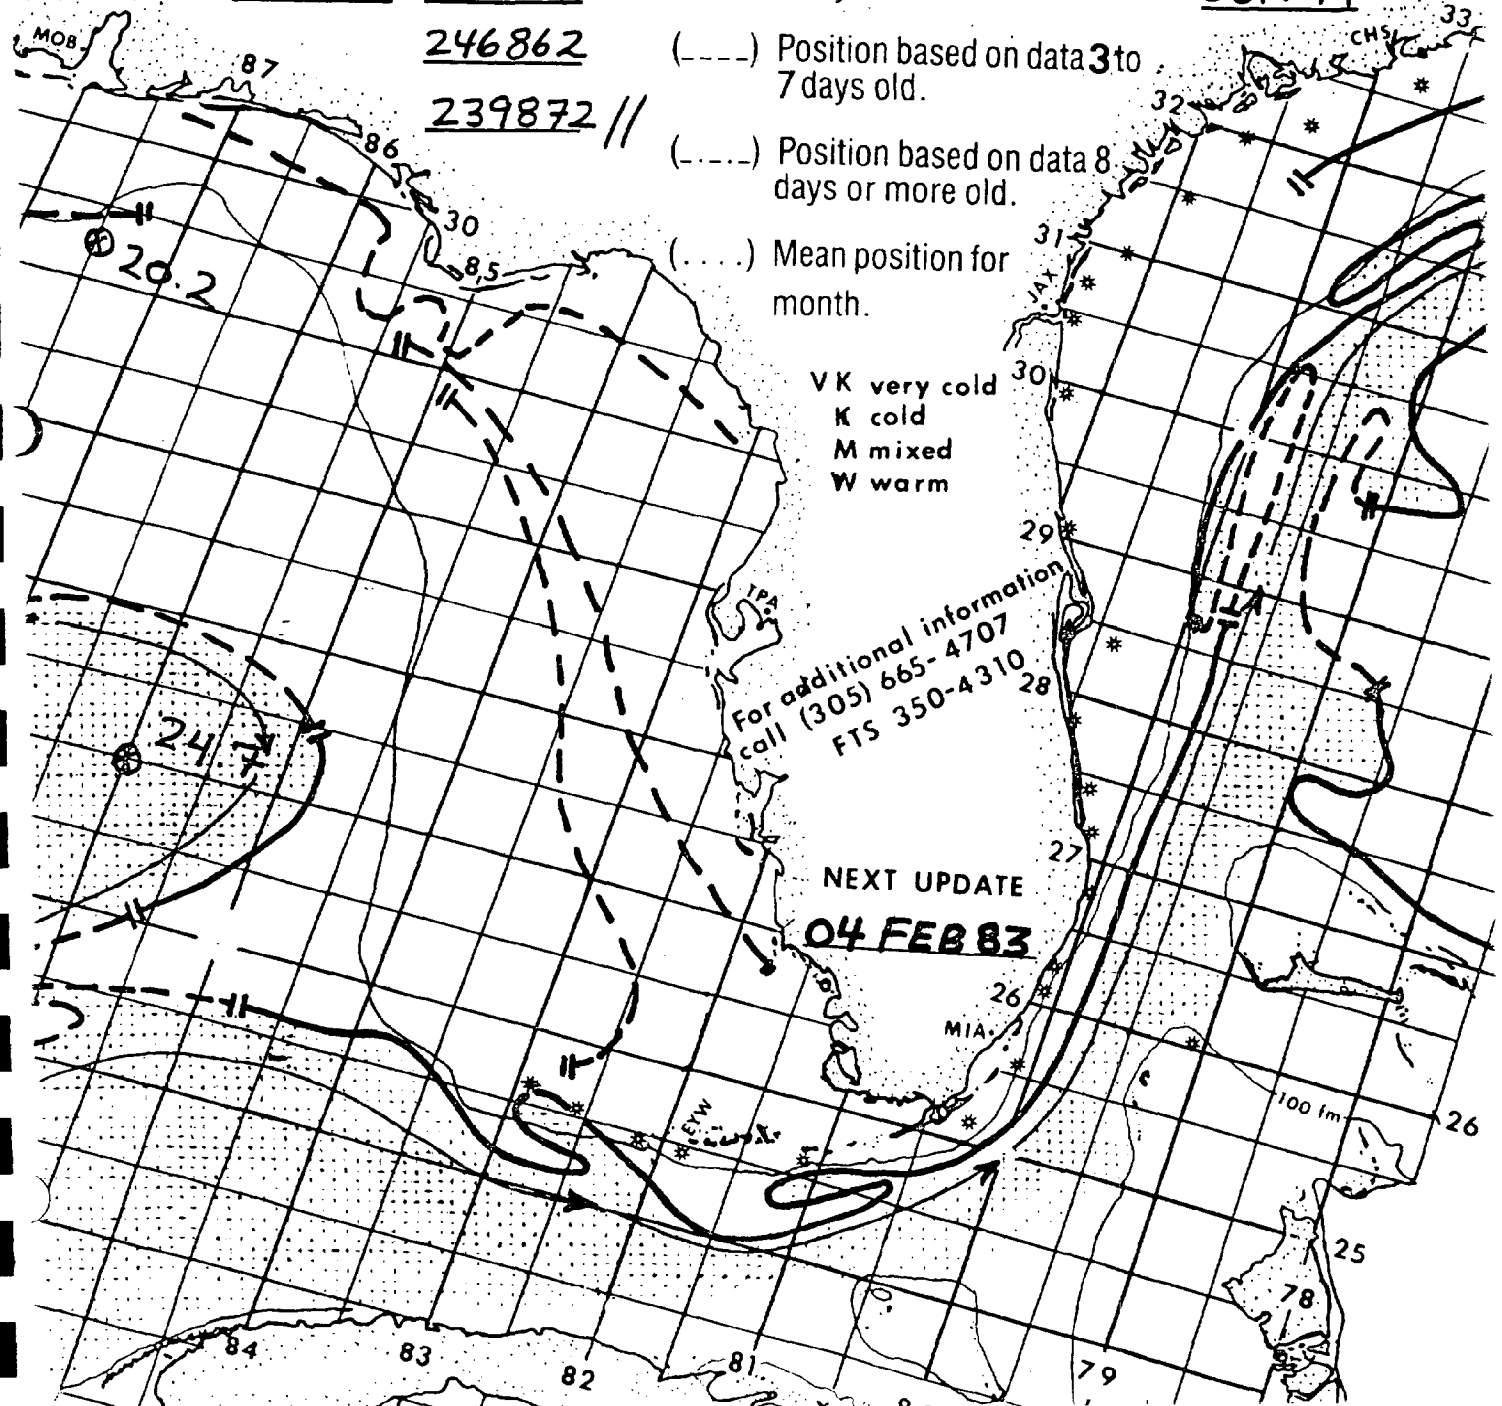 246862
239872//
(----) Position based on data 3 to
7 days old.
(_._._) Position based on data 8
days or more old.
(....) Mean position for
month.
VK very cold
K cold
M mixed
W warm
For additional information
call (305) 665-4707
FTS 350-4310
NEXT UPDATE
04 FEB 83
MOB
87
86
30
85
20.2
24.7
TPA
CHS
33
32
31
JAX
30
29
28
27
26
MIA
EYW
100 fm
26
25
78
84
83
82
81
79